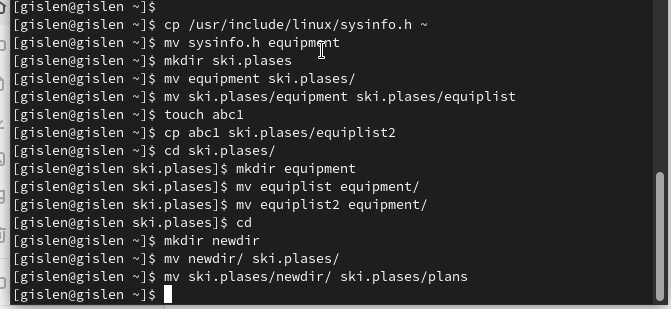 [gislen@gislen ~]$
[gislen@gislen ~]$ cp /usr/include/linux/sysinfo.h ~
[gislen@gislen ~]$ mv sysinfo.h equipment
[gislen@gislen ~]$ mkdir ski.plases
[gislen@gislen ~]$ mv equipment ski.plases/
[gislen@gislen ~]$ mv ski.plases/equipment ski.plases/equiplist
[gislen@gislen ~]$ touch abc1
[gislen@gislen ~]$ cp abc1 ski.plases/equiplist2
[gislen@gislen ~]$ cd ski.plases/
[gislen@gislen ski.plases]$ mkdir equipment
[gislen@gislen ski.plases]$ mv equiplist equipment/
[gislen@gislen ski.plases]$ mv equiplist2 equipment/
[gislen@gislen ski.plases]$ cd
[gislen@gislen ~]$ mkdir newdir
[gislen@gislen ~]$ mv newdir/ ski.plases/
[gislen@gislen ~]$ mv ski.plases/newdir/ ski.plases/plans
[gislen@gislen ~]$